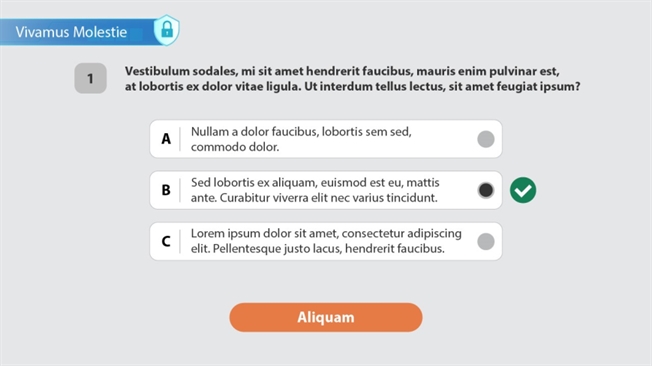 Vivamus Molestie
1
Vestibulum sodales, mi sit amet hendrerit faucibus, mauris enim pulvinar est,
at lobortis ex dolor vitae ligula. Ut interdum tellus lectus, sit amet feugiat ipsum?
A
Nullam a dolor faucibus, lobortis sem sed,
commodo dolor.
B
Sed lobortis ex aliquam, euismod est eu, mattis
ante. Curabitur viverra elit nec varius tincidunt.
C
Lorem ipsum dolor sit amet, consectetur adipiscing
elit. Pellentesque justo lacus, hendrerit faucibus.
Aliquam